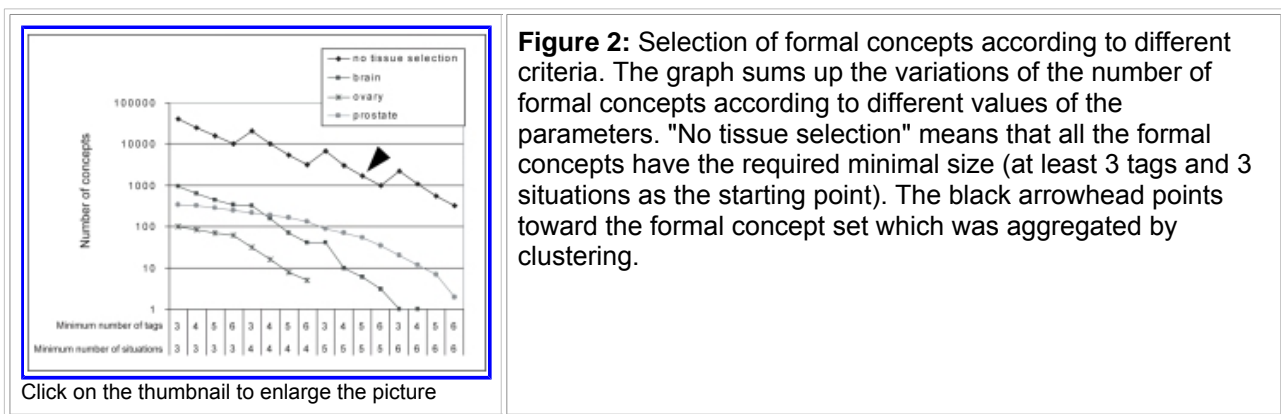 no tissue selection
brain
ovary
prostate
100000
10000
1000
100
10
1
Number of concepts
Minimum number of tags 3 4 5 6 3 4 5 6 3 4 5 6 3 4 5 6
Minimum number of situations 3 3 3 3 4 4 4 4 5 5 5 5 6 6 6 6
Click on the thumbnail to enlarge the picture
Figure 2: Selection of formal concepts according to different
criteria. The graph sums up the variations of the number of
formal concepts according to different values of the
parameters. "No tissue selection" means that all the formal
concepts have the required minimal size (at least 3 tags and 3
situations as the starting point). The black arrowhead points
toward the formal concept set which was aggregated by
clustering.